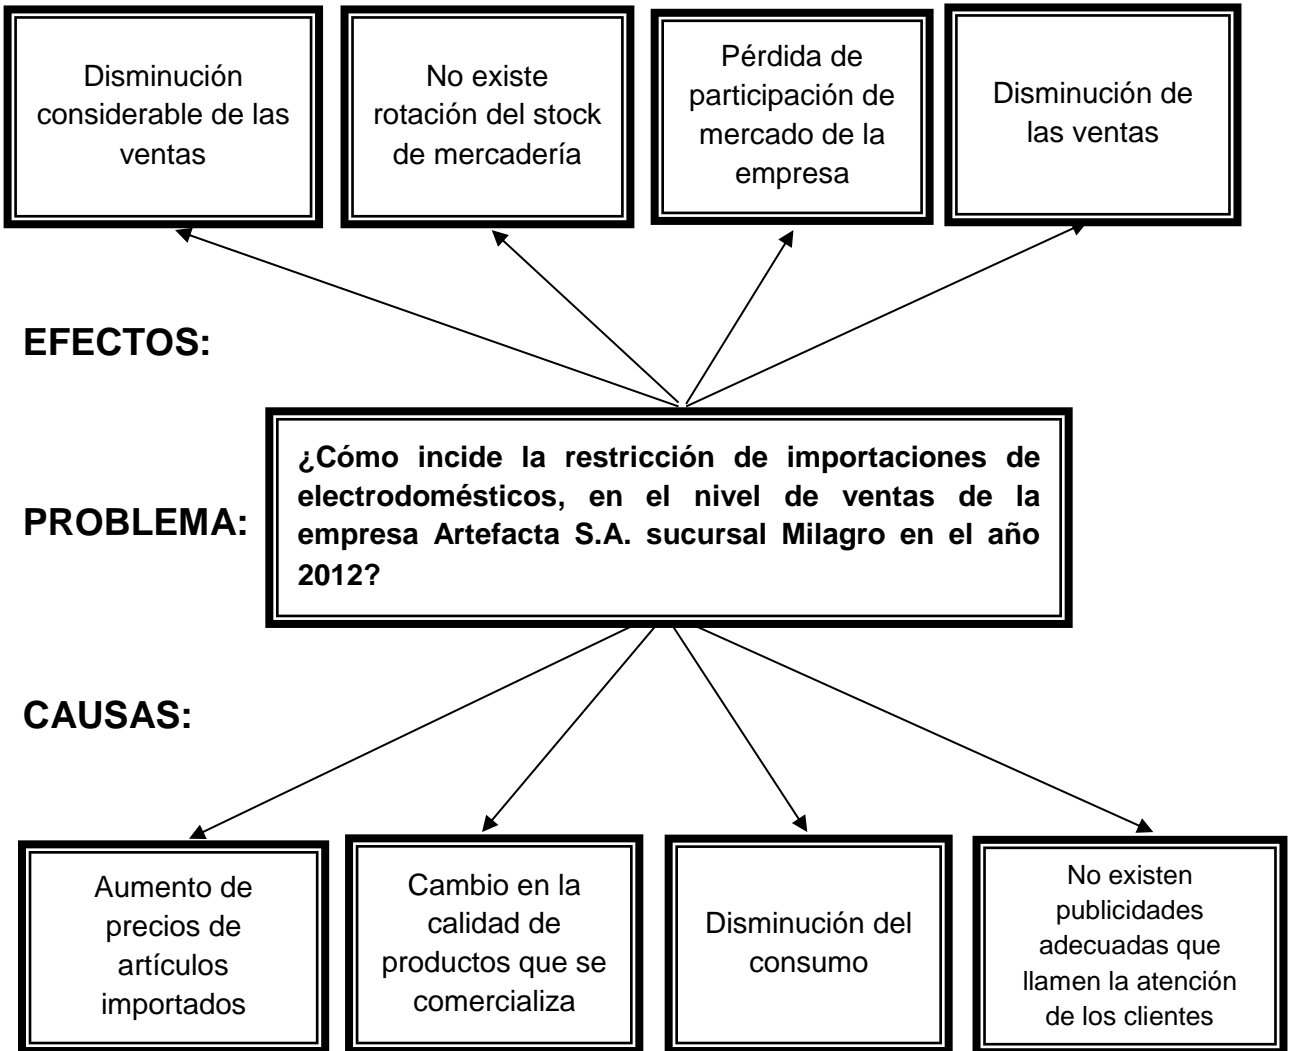 Disminución
considerable de las
ventas
No existe
rotación del stock
de mercadería
Pérdida de
participación de
mercado de la
empresa
Disminución de
las ventas
EFECTOS:
PROBLEMA:
¿Cómo incide la restricción de importaciones de
electrodomésticos, en el nivel de ventas de la
empresa Artefacta S.A. sucursal Milagro en el año
2012?
CAUSAS:
Aumento de
precios de
artículos
importados
Cambio en la
calidad de
productos que se
comercializa
Disminución del
consumo
No existen
publicidades
adecuadas que
llamen la atención
de los clientes